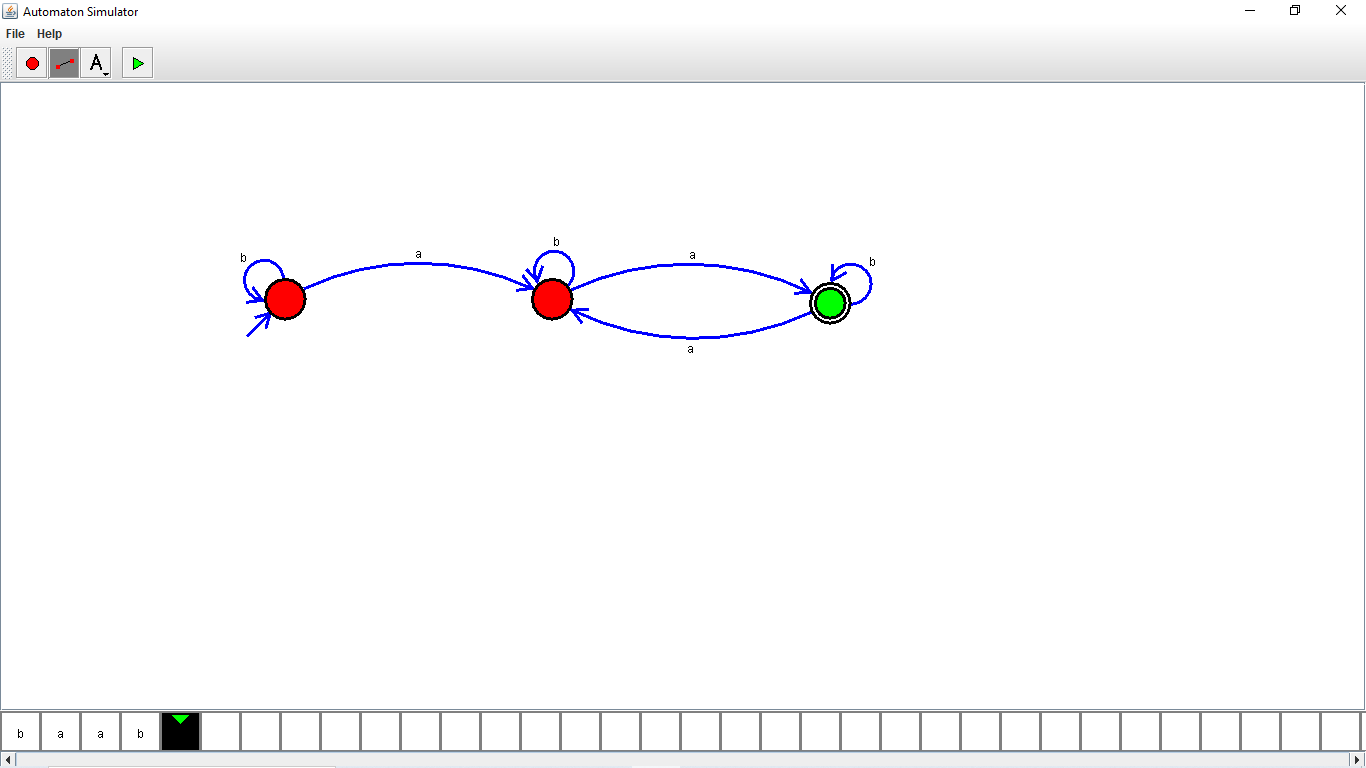 Automaton Simulator
File Help
A
b a b a b
a
b a a b